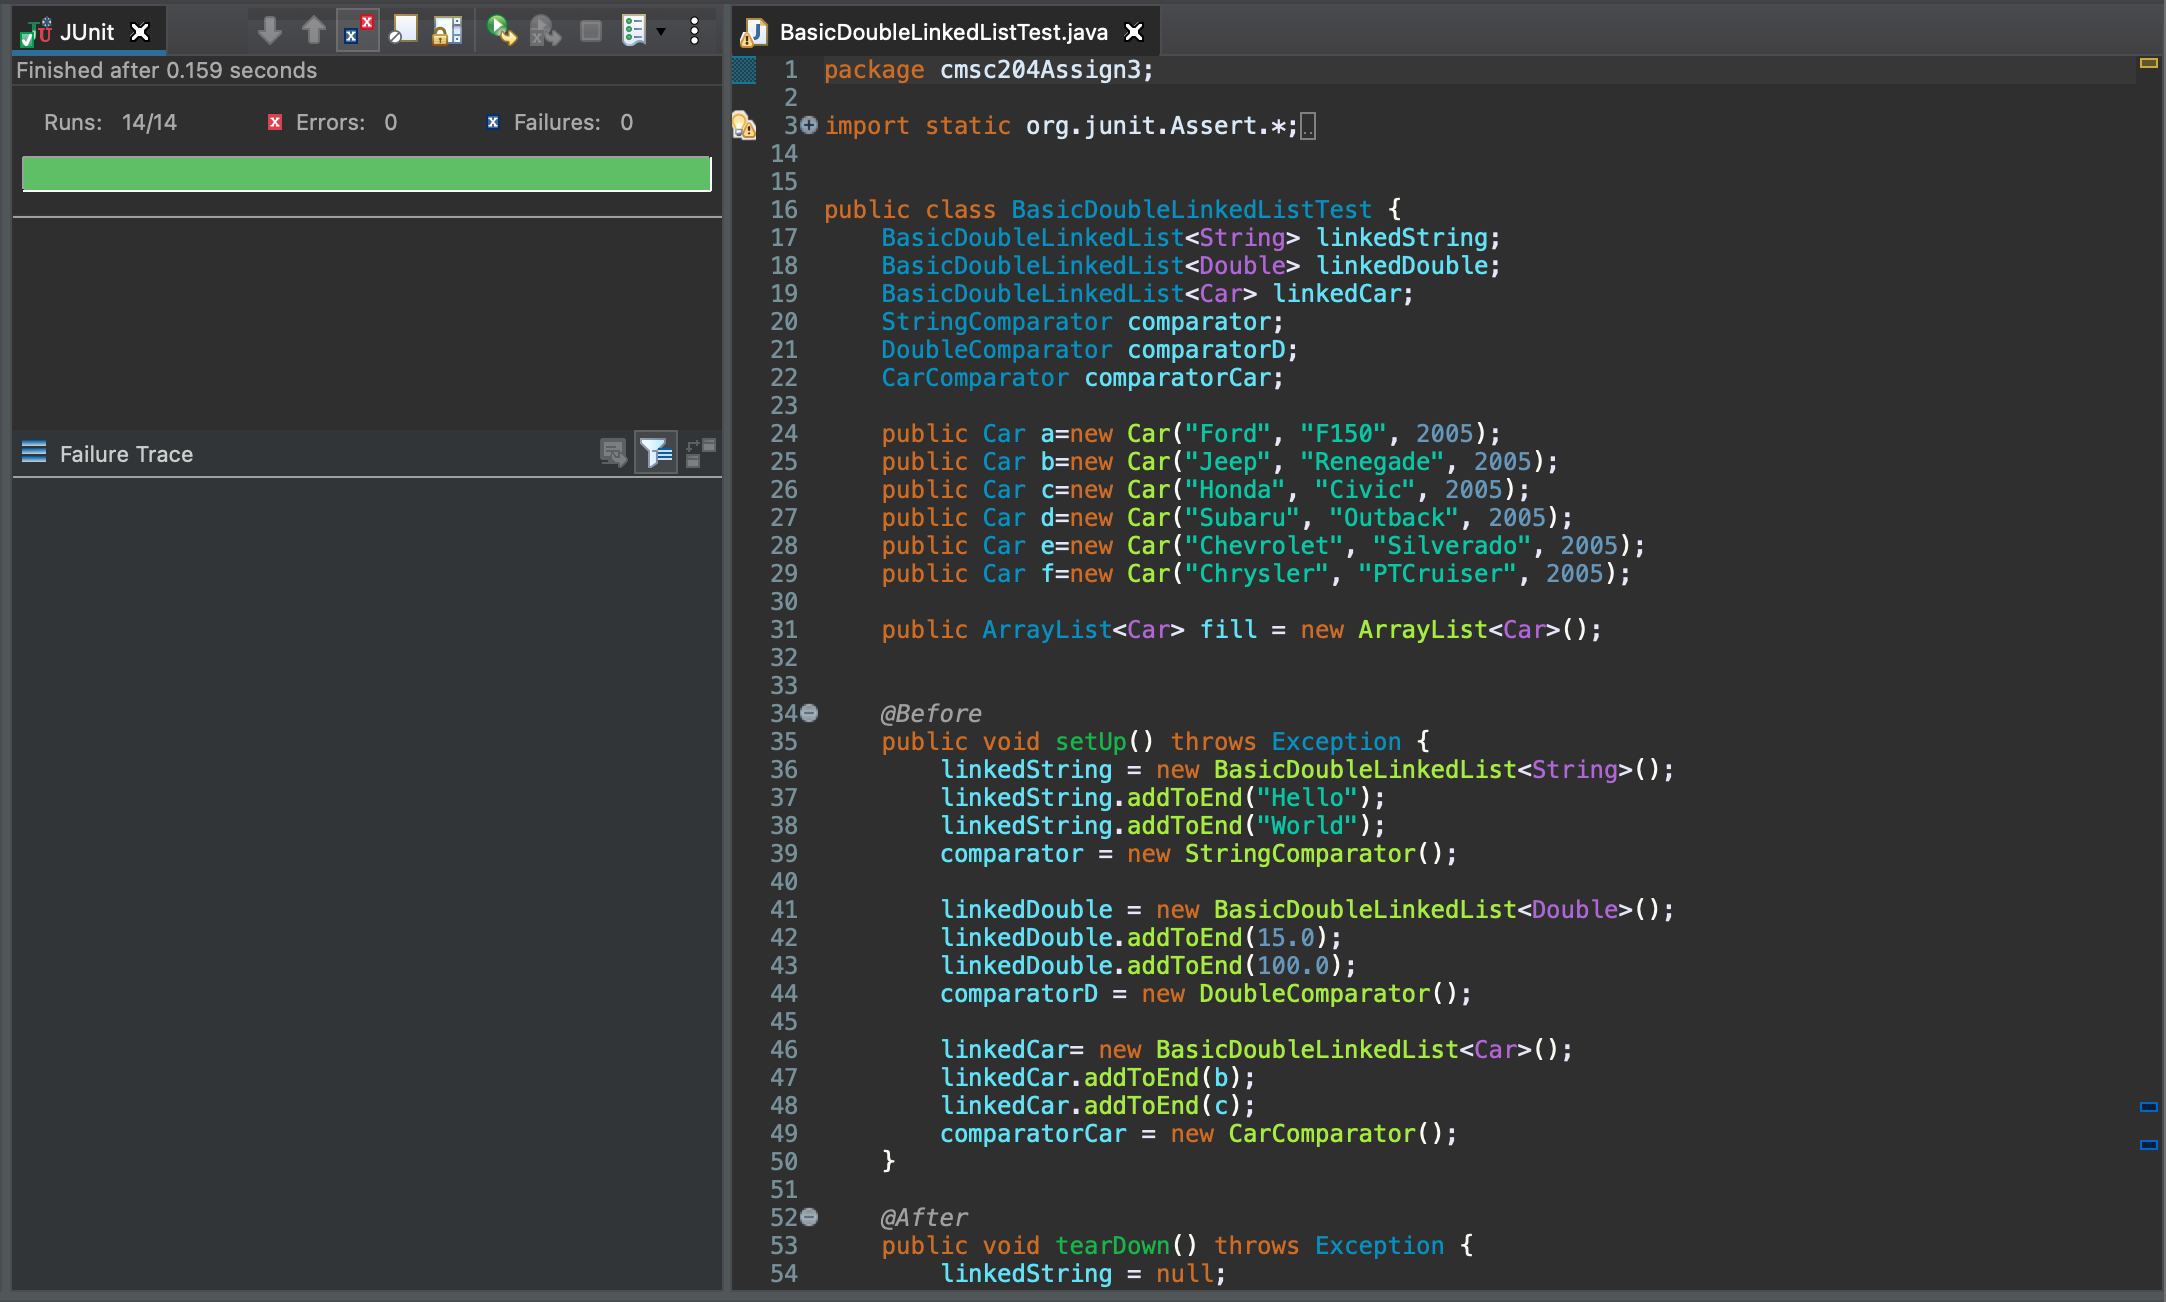 JUnit
Finished after 0.159 seconds
Runs: 14/14 Errors: 0 Failures: 0
Failure Trace
BasicDoubleLinkedListTest.java
1 package cmsc204Assign3;
2
3 import static org.junit.Assert.*;
14
15
16 public class BasicDoubleLinkedListTest {
17 BasicDoubleLinkedList<String> linkedString;
18 BasicDoubleLinkedList<Double> linkedDouble;
19 BasicDoubleLinkedList<Car> linkedCar;
20 StringComparator comparator;
21 DoubleComparator comparatorD;
22 CarComparator comparatorCar;
23
24 public Car a=new Car("Ford", "F150", 2005);
25 public Car b=new Car("Jeep", "Renegade", 2005);
26 public Car c=new Car("Honda", "Civic", 2005);
27 public Car d=new Car("Subaru", "Outback", 2005);
28 public Car e=new Car("Chevrolet", "Silverado", 2005);
29 public Car f=new Car("Chrysler", "PTCruiser", 2005);
30
31 public ArrayList<Car> fill = new ArrayList<Car>();
32
33
34 @Before
35 public void setUp() throws Exception {
36 linkedString = new BasicDoubleLinkedList<String>();
37 linkedString.addToEnd("Hello");
38 linkedString.addToEnd("World");
39 comparator = new StringComparator();
40
41 linkedDouble = new BasicDoubleLinkedList<Double>();
42 linkedDouble.addToEnd(15.0);
43 linkedDouble.addToEnd(100.0);
44 comparatorD = new DoubleComparator();
45
46 linkedCar= new BasicDoubleLinkedList<Car>();
47 linkedCar.addToEnd(b);
48 linkedCar.addToEnd(c);
49 comparatorCar = new CarComparator();
50 }
51
52 @After
53 public void tearDown() throws Exception {
54 linkedString = null;